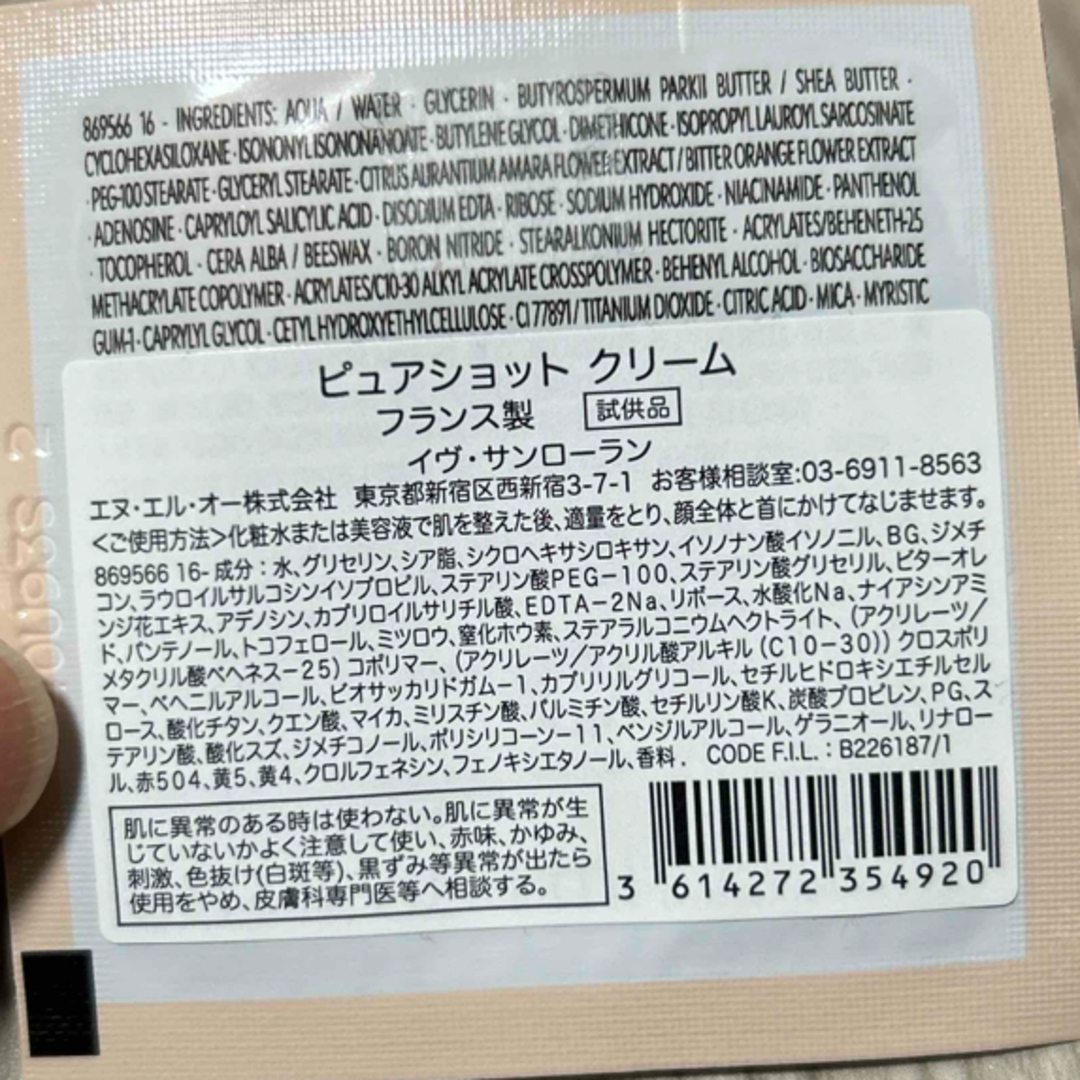 869566 16 - INGREDIENTS: AQUA / WATER · GLYCERIN · BUTYROSPERMUM PARKII BUTTER / SHEA BUTTER ·
CYCLOHEXASILOXANE · ISONONYL ISONONANOATE · BUTYLENE GLYCOL · DIMETHICONE · ISOPROPYL LAUROYL SARCOSINATE
· PEG-100 STEARATE · GLYCERYL STEARATE · CITRUS AURANTIUM AMARA FLOWER EXTRACT / BITTER ORANGE FLOWER EXTRACT
· ADENOSINE · CAPRYLOYL SALICYLIC ACID · DISODIUM EDTA · RIBOSE · SODIUM HYDROXIDE · NIACINAMIDE · PANTHENOL
· TOCOPHEROL · CERA ALBA / BEESWAX · BORON NITRIDE · STEARALKONIUM HECTORITE · ACRYLATES/BEHENETH-25
METHACRYLATE COPOLYMER · ACRYLATES/C10-30 ALKYL ACRYLATE CROSSPOLYMER · BEHENYL ALCOHOL · BIOSACCHARIDE
GUM-1 · CAPRYLYL GLYCOL · CETYL HYDROXYETHYLCELLULOSE · CI 77891 / TITANIUM DIOXIDE · CITRIC ACID · MICA · MYRISTIC
ピュアショット クリーム
フランス製 試供品
イヴ・サンローラン
エヌ・エル・オー株式会社 東京都新宿区西新宿3-7-1 お客様相談室:03-6911-8563
<ご使用方法>化粧水または美容液で肌を整えた後、適量をとり、顔全体と首にかけてなじませます。
869566 16- 成分：水、グリセリン、シア脂、シクロヘキサシロキサン、イソノナン酸イソノニル、BG、ジメチ
コン、ラウロイルサルコシンイソプロピル、ステアリン酸PEG−100、ステアリン酸グリセリル、ビターオレ
ンジ花エキス、アデノシン、カプリロイルサリチル酸、EDTA−2Na、リボース、水酸化Na、ナイアシンアミ
ド、パンテノール、トコフェロール、ミツロウ、窒化ホウ素、ステアラルコニウムヘクトライト、（アクリレーツ／
メタクリル酸ベヘネス−25）コポリマー、（アクリレーツ／アクリル酸アルキル（C10−30））クロスポリ
マー、ベヘニルアルコール、ビオサッカリドガム−1、カプリリルグリコール、セチルヒドロキシエチルセル
ロース、酸化チタン、クエン酸、マイカ、ミリスチン酸、パルミチン酸、セチルリン酸K、炭酸プロピレン、PG、ス
テアリン酸、酸化スズ、ジメチコノール、ポリシリコーン−11、ベンジルアルコール、ゲラニオール、リナロー
ル、赤504、黄5、黄4、クロルフェネシン、フェノキシエタノール、香料． CODE F.I.L. : B226187/1
肌に異常のある時は使わない。肌に異常が生
じていないかよく注意して使い、赤味、かゆみ、
刺激、色抜け(白斑等)、黒ずみ等異常が出たら
使用をやめ、皮膚科専門医等へ相談する。
3 614272 354920